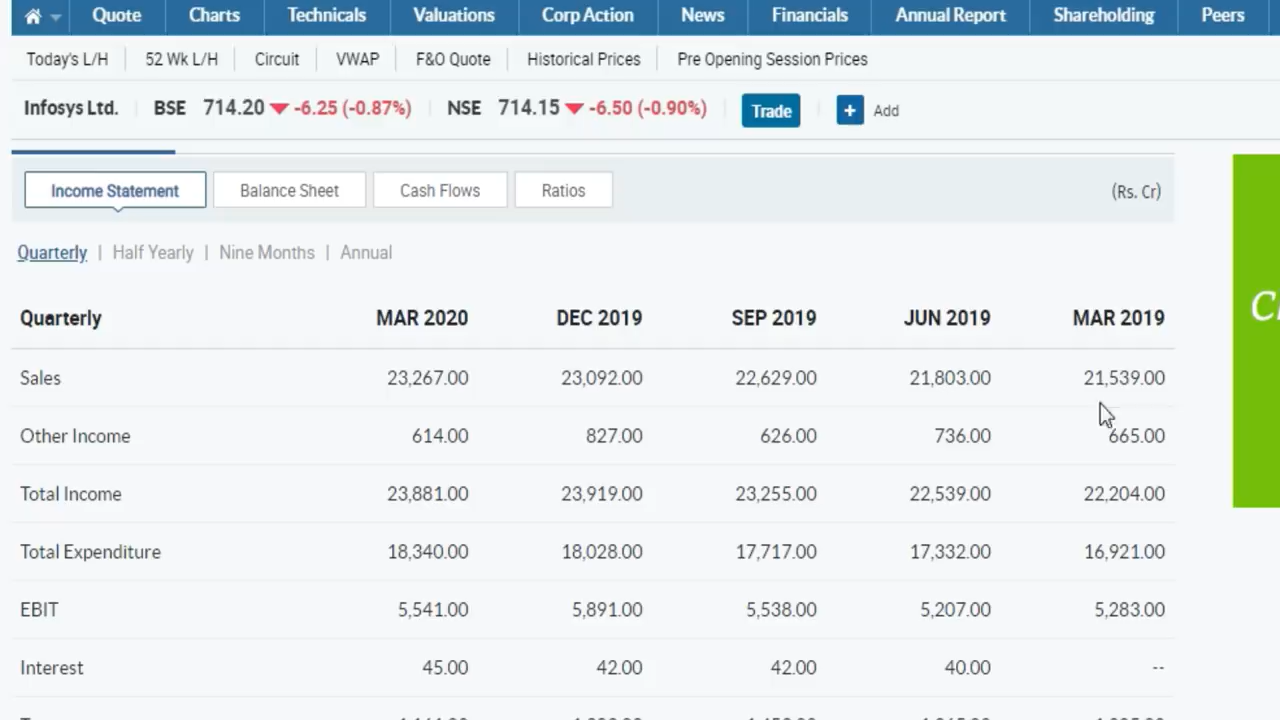 Quote Charts Technicals Valuations Corp Action News Financials Annual Report Shareholding Peers
Today's L/H 52 Wk L/H Circuit VWAP F&O Quote Historical Prices Pre Opening Session Prices
Infosys Ltd. BSE 714.20 -6.25 (-0.87%) NSE 714.15 -6.50 (-0.90%) Trade + Add
Income Statement Balance Sheet Cash Flows Ratios (Rs. Cr)
Quarterly | Half Yearly | Nine Months | Annual
Quarterly MAR 2020 DEC 2019 SEP 2019 JUN 2019 MAR 2019
Sales 23,267.00 23,092.00 22,629.00 21,803.00 21,539.00
Other Income 614.00 827.00 626.00 736.00 665.00
Total Income 23,881.00 23,919.00 23,255.00 22,539.00 22,204.00
Total Expenditure 18,340.00 18,028.00 17,717.00 17,332.00 16,921.00
EBIT 5,541.00 5,891.00 5,538.00 5,207.00 5,283.00
Interest 45.00 42.00 42.00 40.00 --